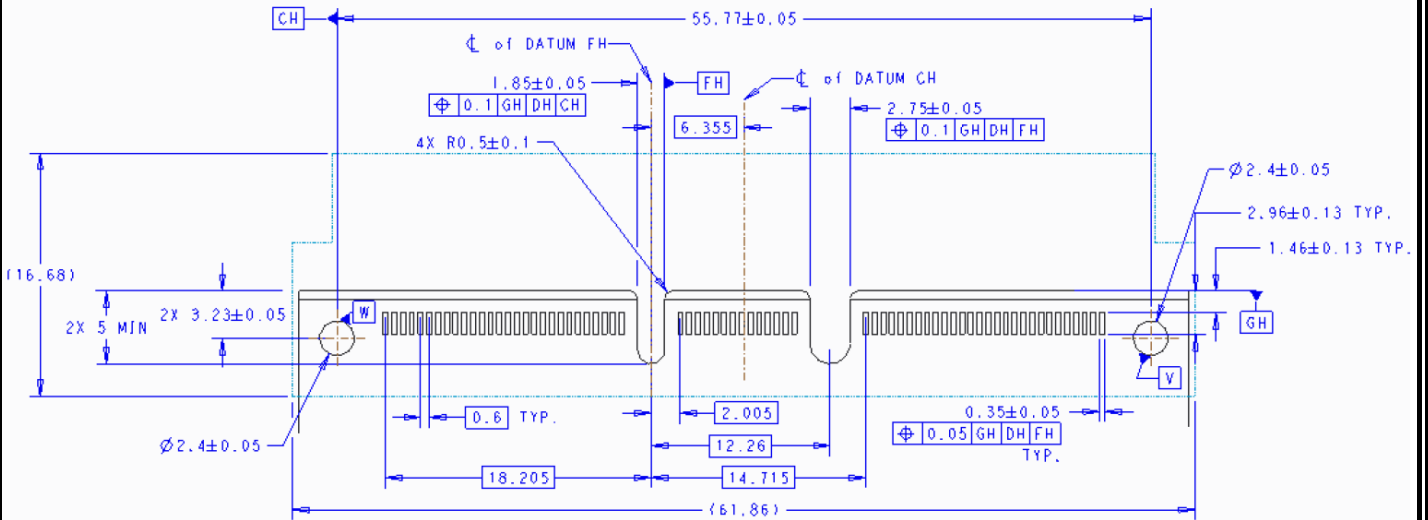 CH
55.77±0.05
℄ of DATUM FH
1.85±0.05
FH
℄ of DATUM CH
⌖ 0.1 GH DH CH
2.75±0.05
6.355
⌖ 0.1 GH DH FH
4X R0.5±0.1
Ø2.4±0.05
2.96±0.13 TYP.
1.46±0.13 TYP.
(16.68)
2X 3.23±0.05
W
2X 5 MIN
GH
V
0.6 TYP.
2.005
0.35±0.05
⌖ 0.05 GH DH FH
TYP.
Ø2.4±0.05
12.26
18.205
14.715
(61.86)